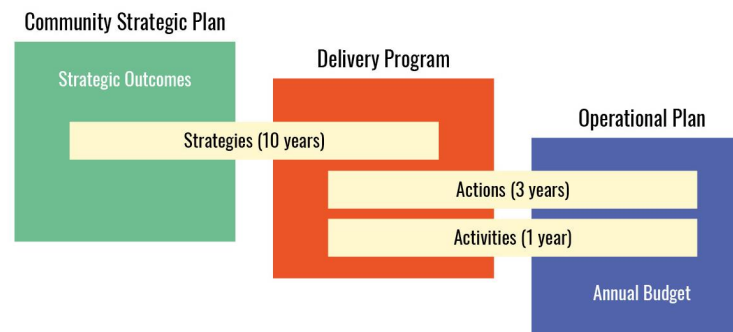 Community Strategic Plan
Strategic Outcomes
Delivery Program
Strategies (10 years)
Operational Plan
Actions (3 years)
Activities (1 year)
Annual Budget